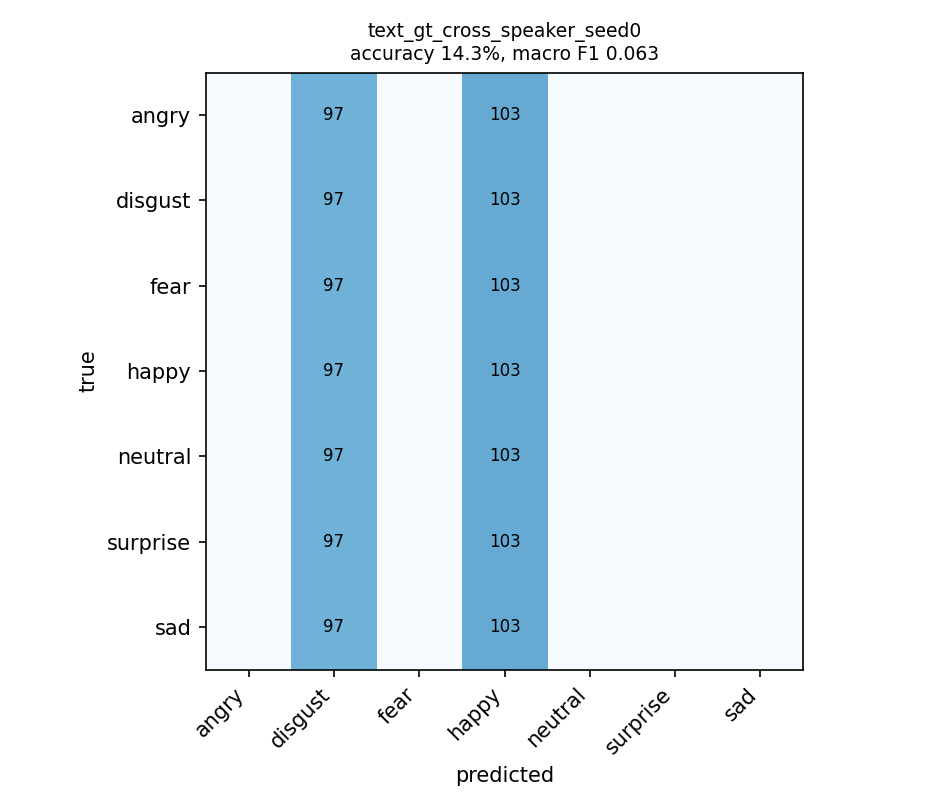 text_gt_cross_speaker_seed0
accuracy 14.3%, macro F1 0.063
angry 97 103
disgust 97 103
fear 97 103
happy 97 103
neutral 97 103
surprise 97 103
sad 97 103
true
angry disgust fear happy neutral surprise sad
predicted